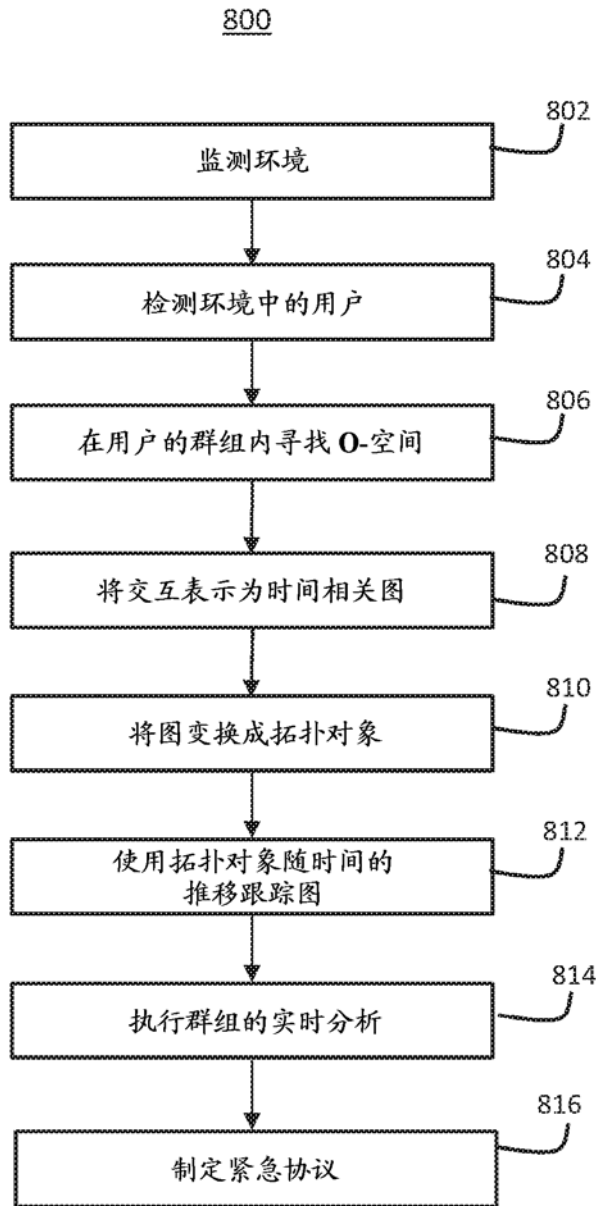 800
802
监测环境
804
检测环境中的用户
806
在用户的群组内寻找 O-空间
808
将交互表示为时间相关图
810
将图变换成拓扑对象
812
使用拓扑对象随时间的
推移跟踪图
814
执行群组的实时分析
816
制定紧急协议